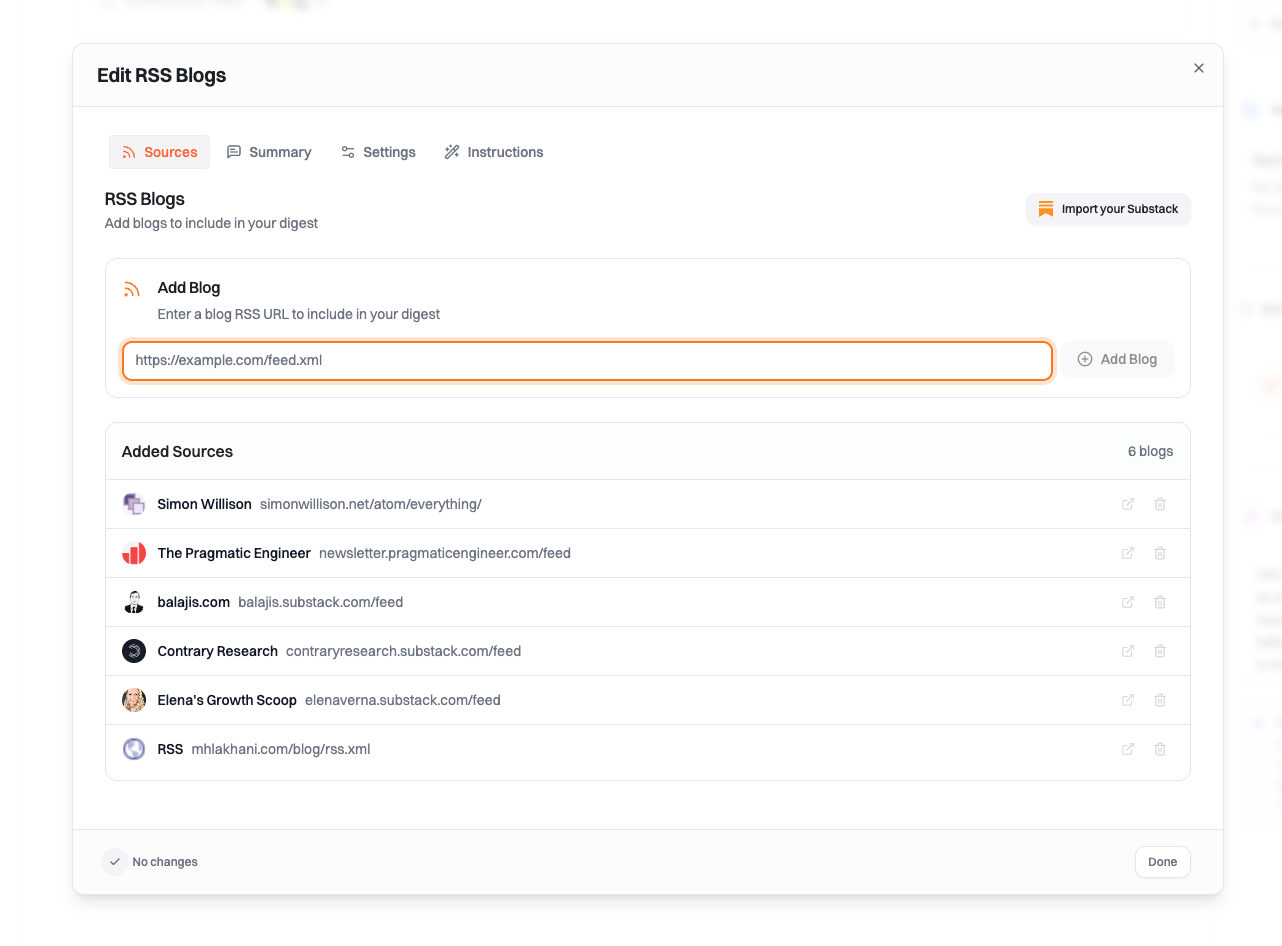 Edit RSS Blogs
Sources
Summary
Settings
Instructions
RSS Blogs
Add blogs to include in your digest
Import your Substack
Add Blog
Enter a blog RSS URL to include in your digest
https://example.com/feed.xml
Add Blog
Added Sources
6 blogs
Simon Willison simonwillison.net/atom/everything/
The Pragmatic Engineer newsletter.pragmaticengineer.com/feed
balajis.com balajis.substack.com/feed
Contrary Research contraryresearch.substack.com/feed
Elena's Growth Scoop elenaverna.substack.com/feed
RSS mhlakhani.com/blog/rss.xml
No changes
Done